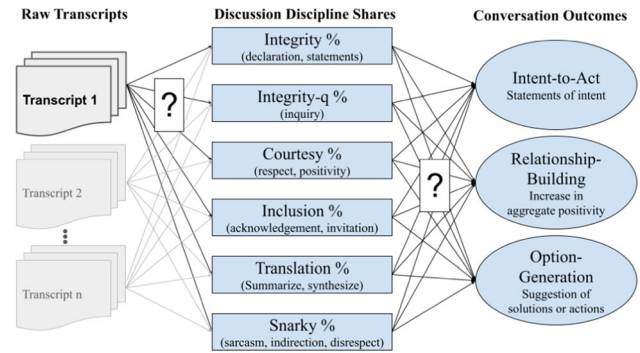 Raw Transcripts
Discussion Discipline Shares
Conversation Outcomes
Transcript 1
Transcript 2
Transcript n
?
Integrity %
(declaration, statements)
Integrity-q %
(inquiry)
Courtesy %
(respect, positivity)
Inclusion %
(acknowledgement, invitation)
Translation %
(Summarize, synthesize)
Snarky %
(sarcasm, indirection, disrespect)
?
Intent-to-Act
Statements of intent
Relationship-
Building
Increase in
aggregate positivity
Option-
Generation
Suggestion of
solutions or actions